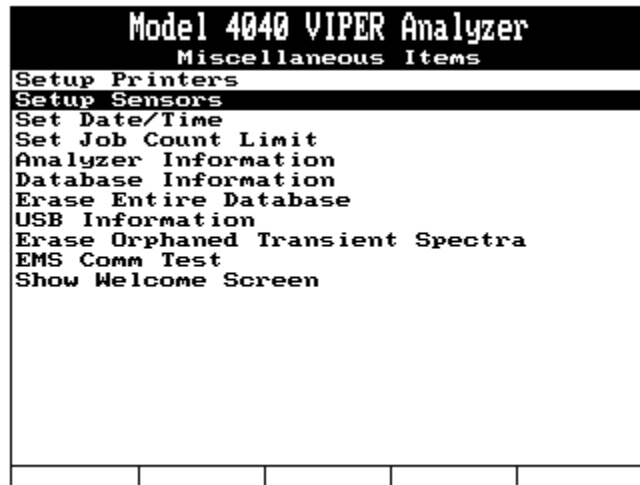 Model 4040 VIPER Analyzer
Miscellaneous Items
Setup Printers
Setup Sensors
Set Date/Time
Set Job Count Limit
Analyzer Information
Database Information
Erase Entire Database
USB Information
Erase Orphaned Transient Spectra
EMS Comm Test
Show Welcome Screen